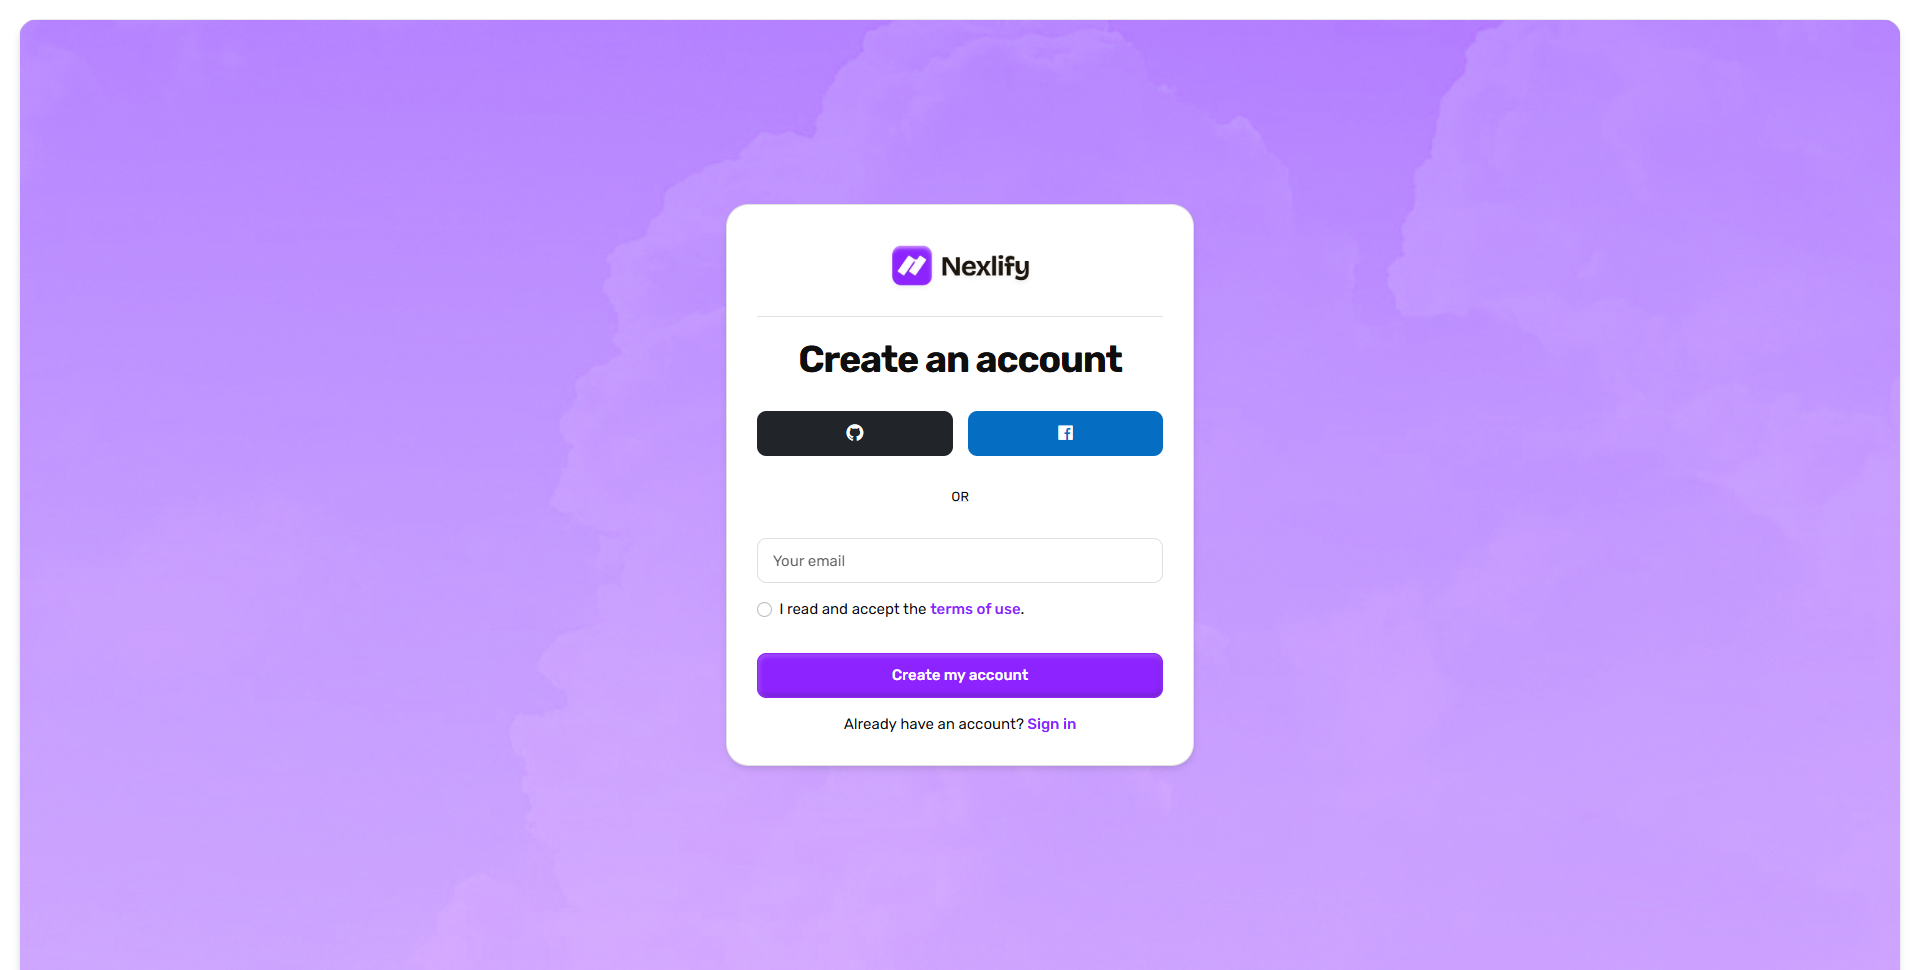 Nexlify
Create an account
OR
Your email
I read and accept the terms of use.
Create my account
Already have an account? Sign in